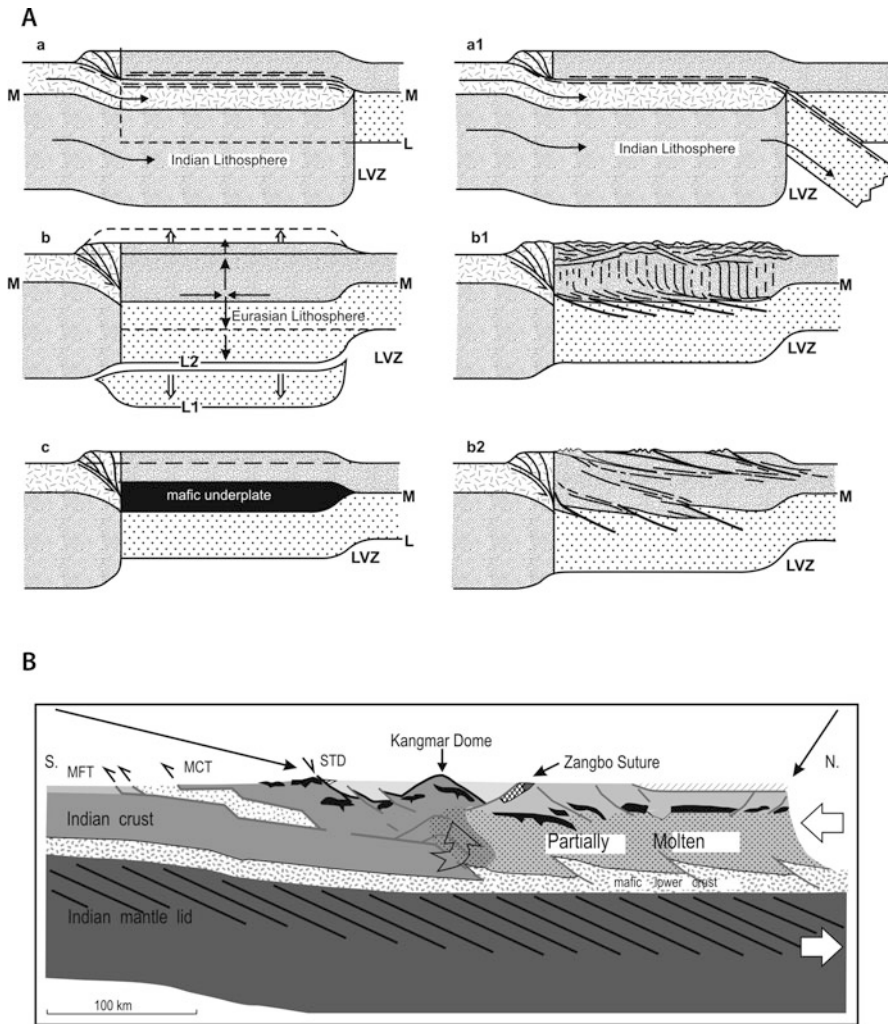 A
a
a1
M
M
M
L
Indian Lithosphere
Indian Lithosphere
LVZ
LVZ
b
b1
M
M
Eurasian Lithosphere
L2
LVZ
LVZ
L1
c
b2
mafic underplate
M
M
L
LVZ
LVZ
B
Kangmar Dome
S.
MFT
MCT
STD
Zangbo Suture
N.
Indian crust
Partially Molten
mafic lower crust
Indian mantle lid
100 km